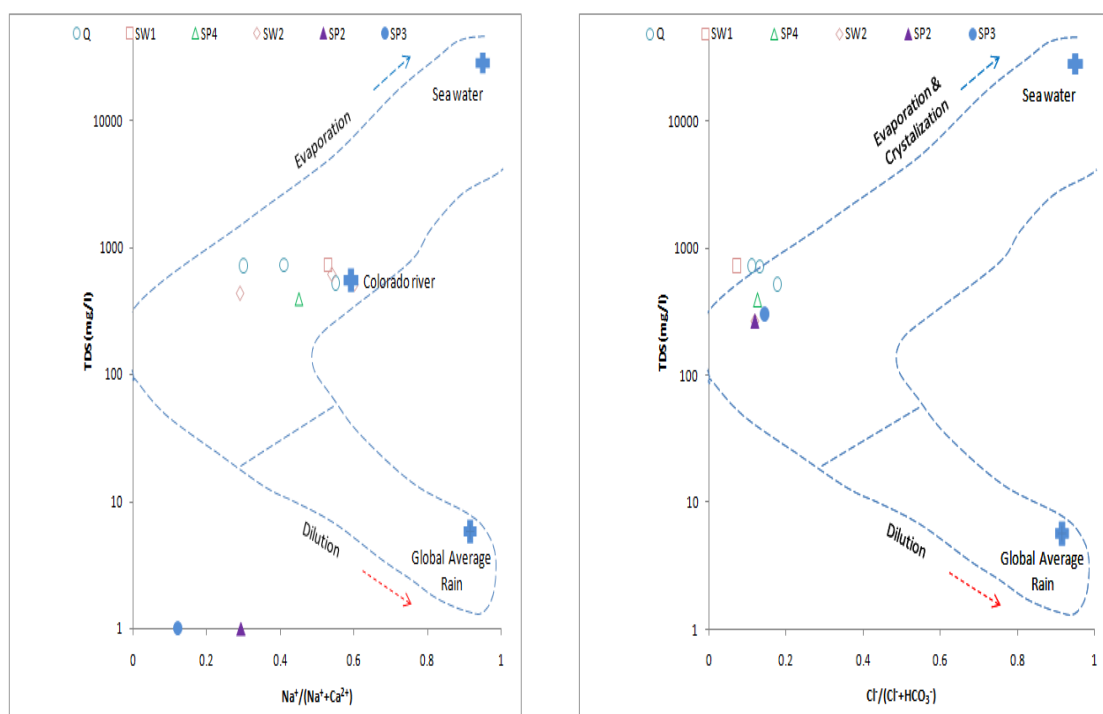 Q SW1 SP4 SW2 SP2 SP3
Sea water
Evaporation
10000
1000
Colorado river
100
10
Dilution
Global Average
Rain
1
0 0.2 0.4 0.6 0.8 1
TDS (mg/l)
Na⁺/(Na⁺+Ca²⁺)
Q SW1 SP4 SW2 SP2 SP3
Sea water
Evaporation &
Crystalization
10000
1000
100
10
Dilution
Global Average
Rain
1
0 0.2 0.4 0.6 0.8 1
TDS (mg/l)
Cl⁻/(Cl⁻+HCO₃⁻)